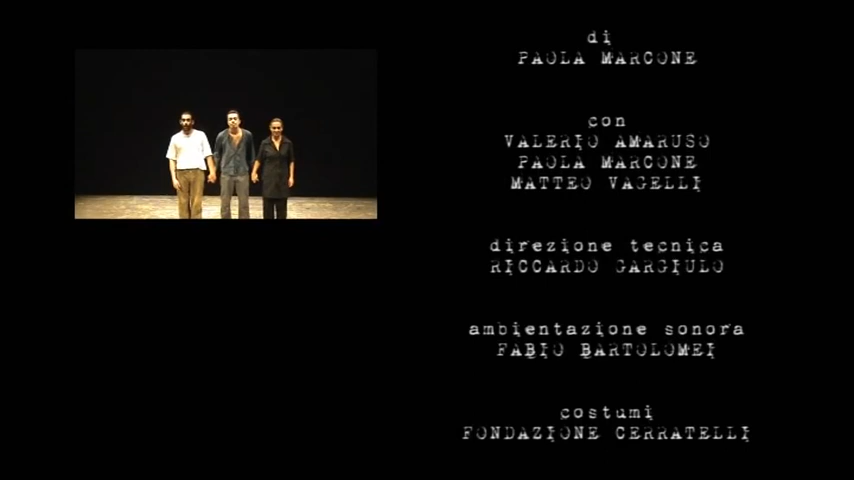 di
PAOLA MARCONE
con
VALERIO AMARUSO
PAOLA MARCONE
MATTEO VAGELLI
direzione tecnica
RICCARDO GARGIULO
ambientazione sonora
FABIO BARTOLOMEI
costumi
FONDAZIONE CERRATELLI